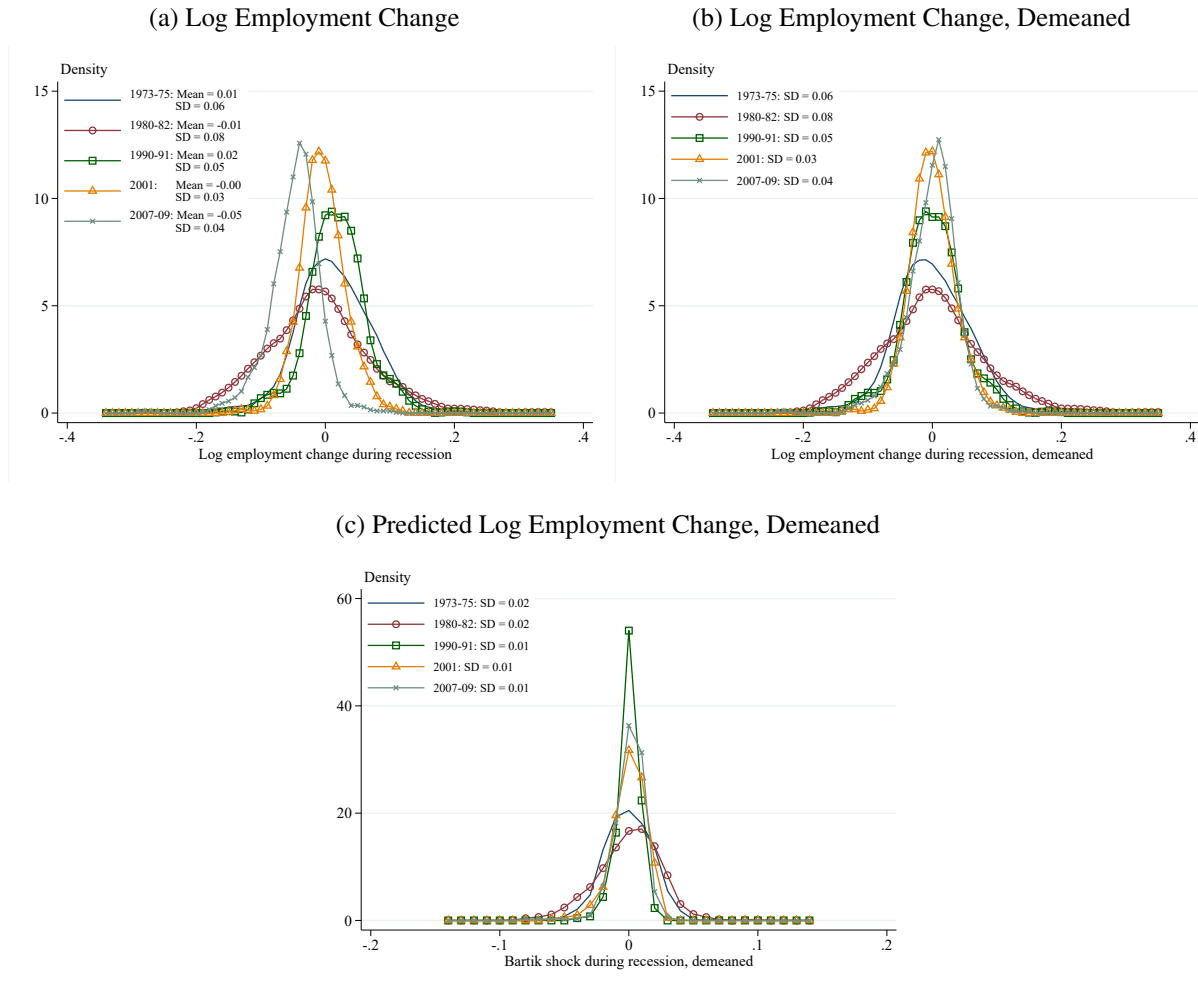 (a) Log Employment Change
Density
15
10
5
0
1973-75: Mean = 0.01
SD = 0.06
1980-82: Mean = -0.01
SD = 0.08
1990-91: Mean = 0.02
SD = 0.05
2001: Mean = -0.00
SD = 0.03
2007-09: Mean = -0.05
SD = 0.04
-.4 -.2 0 .2 .4
Log employment change during recession
(b) Log Employment Change, Demeaned
Density
15
10
5
0
1973-75: SD = 0.06
1980-82: SD = 0.08
1990-91: SD = 0.05
2001: SD = 0.03
2007-09: SD = 0.04
-.4 -.2 0 .2 .4
Log employment change during recession, demeaned
(c) Predicted Log Employment Change, Demeaned
Density
60
40
20
0
1973-75: SD = 0.02
1980-82: SD = 0.02
1990-91: SD = 0.01
2001: SD = 0.01
2007-09: SD = 0.01
-.2 -.1 0 .1 .2
Bartik shock during recession, demeaned